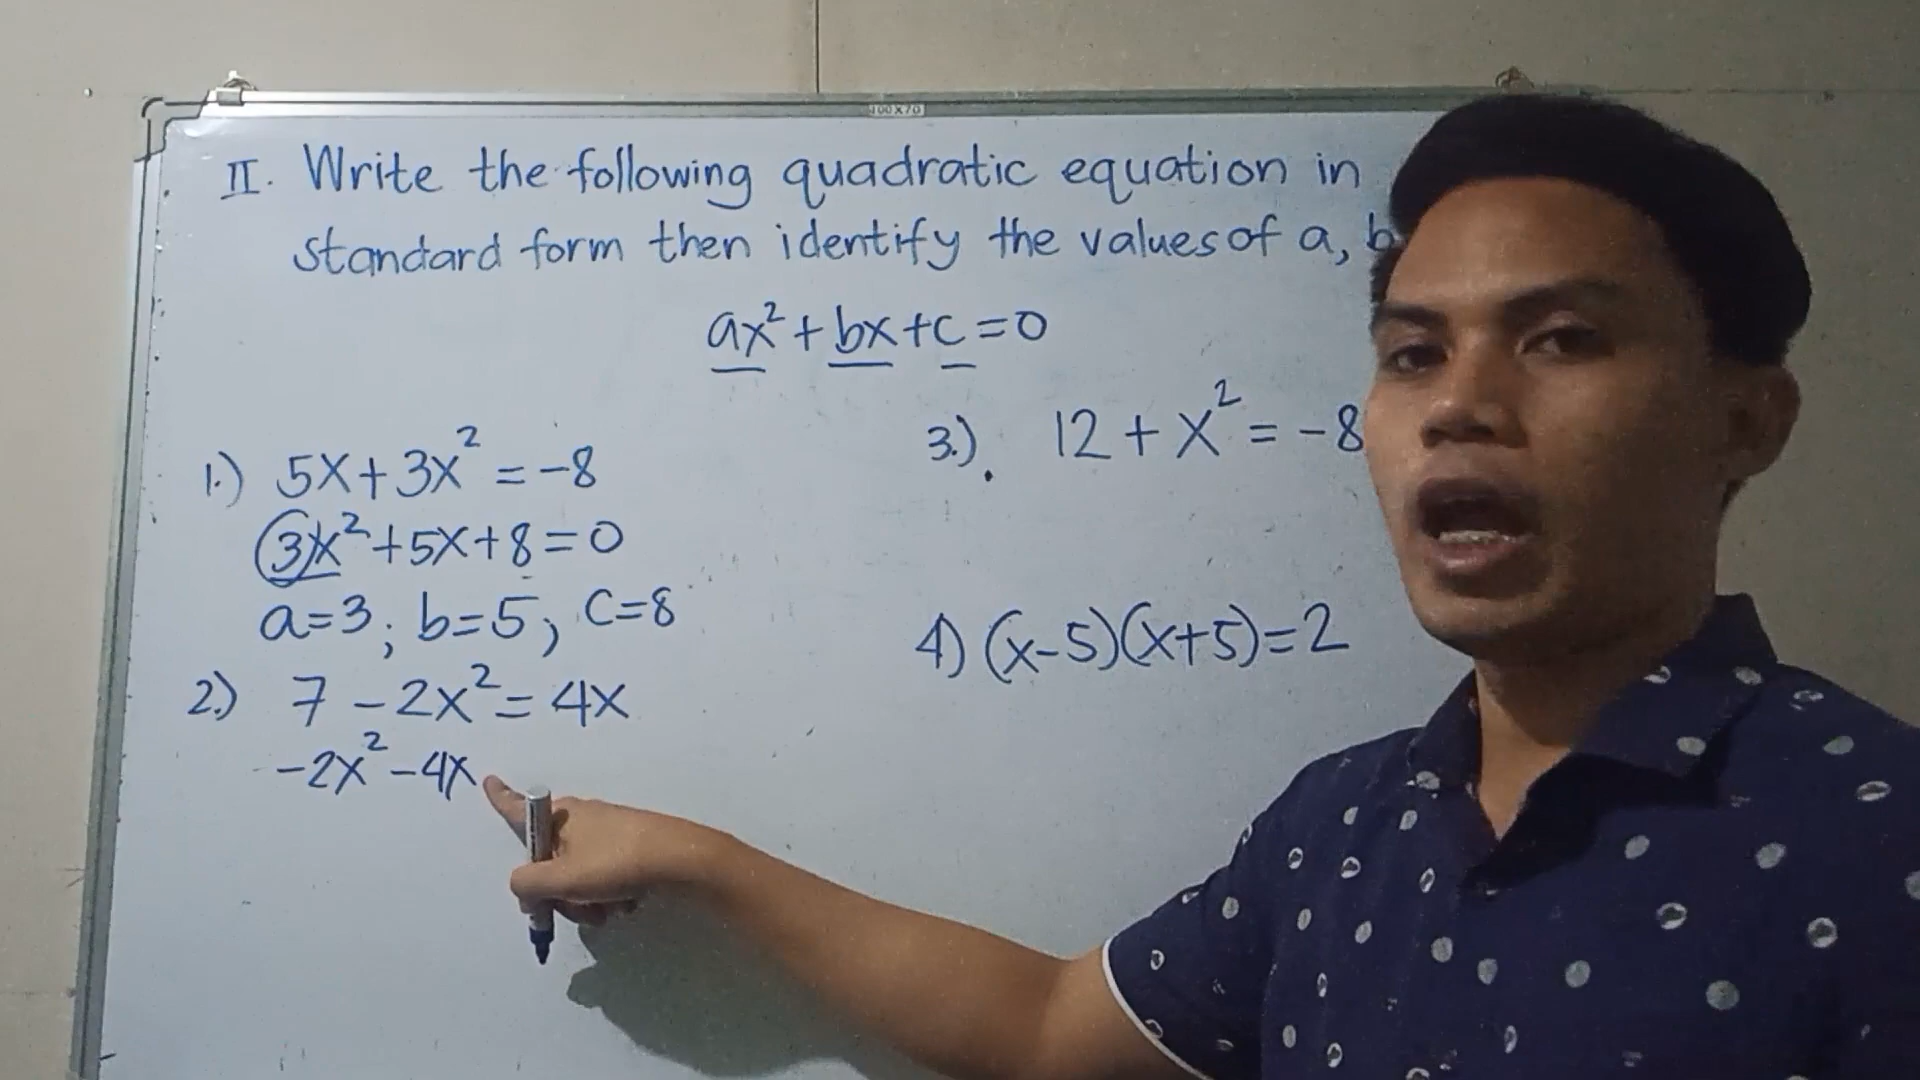 100x70
II. Write the following quadratic equation in
standard form then identify the values of a, b
ax²+bx+c=0
1.) 5x+3x²=-8
3x²+5x+8=0
a=3; b=5; c=8
2.) 7-2x²=4x
-2x²-4x
3.). 12+x²=-8
4) (x-5)(x+5)=2